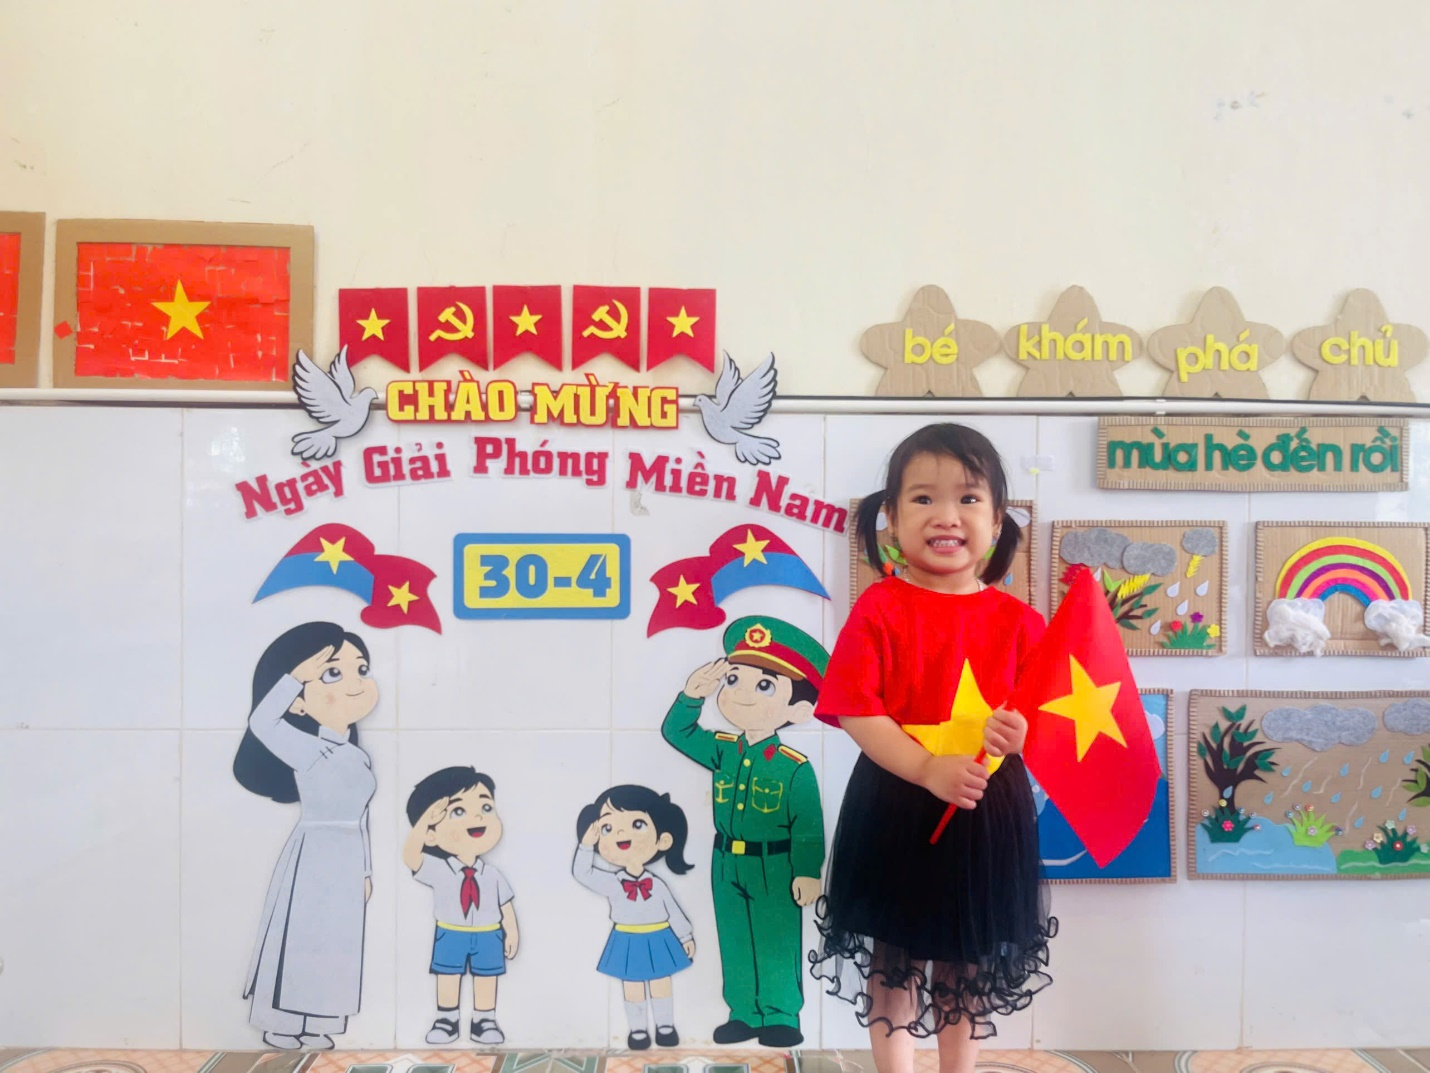 CHÀO MỪNG
Ngày Giải Phóng Miền Nam
30-4
bé khám phá chủ
mùa hè đến rồi